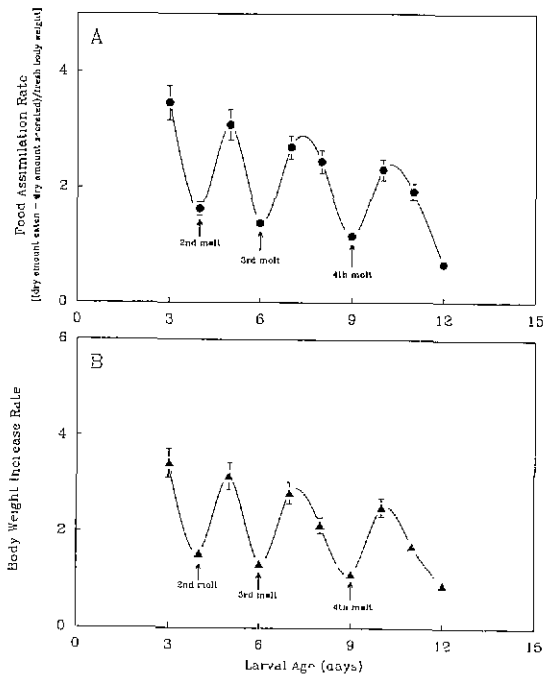 A
Food Assimilation Rate
[(dry amount eaten - dry amount excreted)/fresh body weight]
4
2
0
2nd molt
3rd molt
4th molt
3 6 9 12 15
B
Body Weight Increase Rate
6
4
2
0
2nd molt
3rd molt
4th molt
3 6 9 12 15
Larval Age (days)